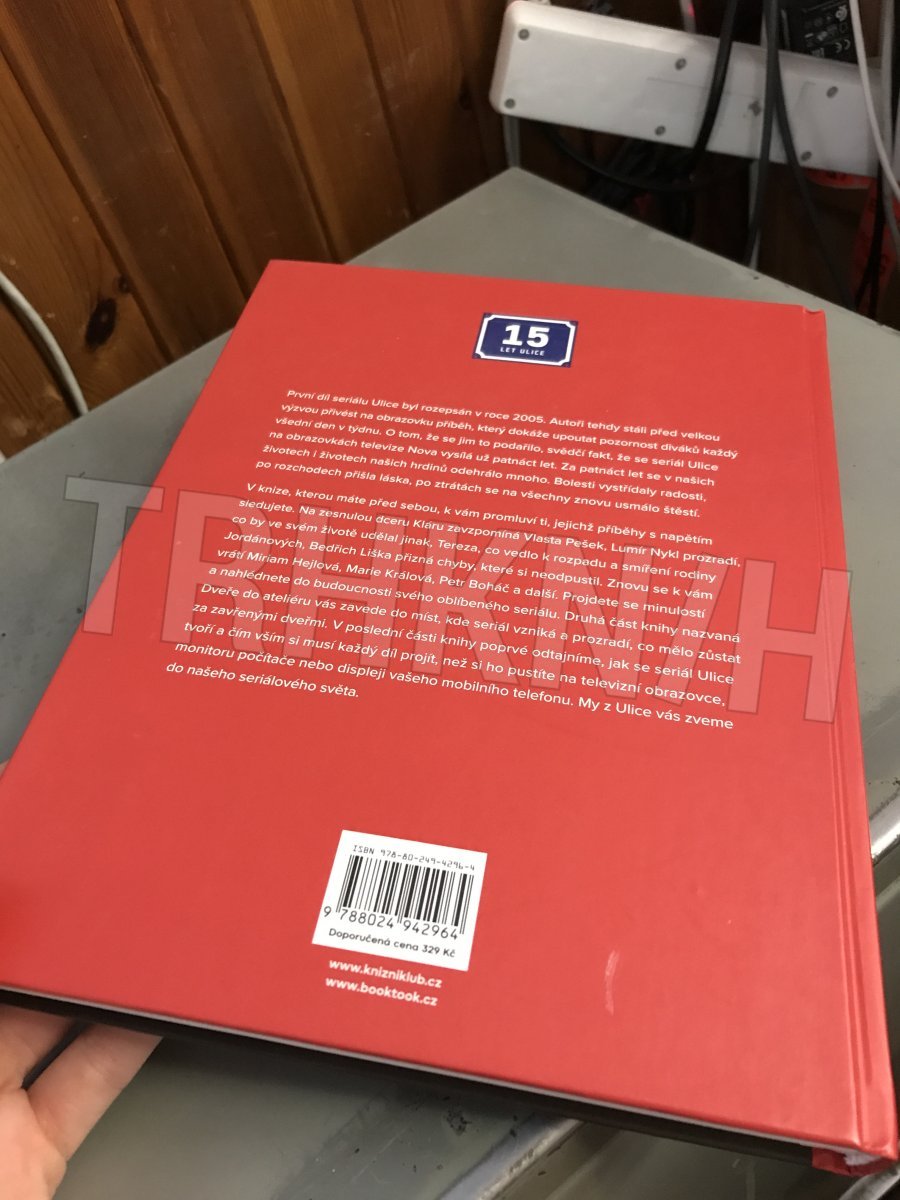 15
LET ULICE
První díl seriálu Ulice byl rozepsán v roce 2005. Autoři tehdy stáli před velkou
výzvou přivést na obrazovku příběh, který dokáže upoutat pozornost diváků každý
všední den v týdnu. O tom, že se jim to podařilo, svědčí fakt, že se seriál Ulice
na obrazovkách televize Nova vysílá už patnáct let. Za patnáct let se v našich
životech i životech našich hrdinů odehrálo mnoho. Bolesti vystřídaly radosti,
po rozchodech přišla láska, po ztrátách se na všechny znovu usmálo štěstí.
V knize, kterou máte před sebou, k vám promluví ti, jejichž příběhy s napětím
sledujete. Na zesnulou dceru Kláru zavzpomíná Vlasta Pešek, Lumír Nykl prozradí,
co by ve svém životě udělal jinak, Tereza, co vedlo k rozpadu a smíření rodiny
Jordánových, Bedřich Liška přizná chyby, které si neodpustil. Znovu se k vám
vrátí Miriam Hejlová, Marie Králová, Petr Boháč a další. Projdete se minulostí
a nahlédnete do budoucnosti svého oblíbeného seriálu. Druhá část knihy nazvaná
Dveře do ateliéru vás zavede do míst, kde seriál vzniká a prozradí, co mělo zůstat
za zavřenými dveřmi. V poslední části knihy poprvé odtajníme, jak se seriál Ulice
tvoří a čím vším si musí každý díl projít, než si ho pustíte na televizní obrazovce,
monitoru počítače nebo displeji vašeho mobilního telefonu. My z Ulice vás zveme
do našeho seriálového světa.
TRHKNIH
ISBN 978-80-249-4296-4
9 788024 942964
Doporučená cena 329 Kč
www.knizniklub.cz
www.booktook.cz